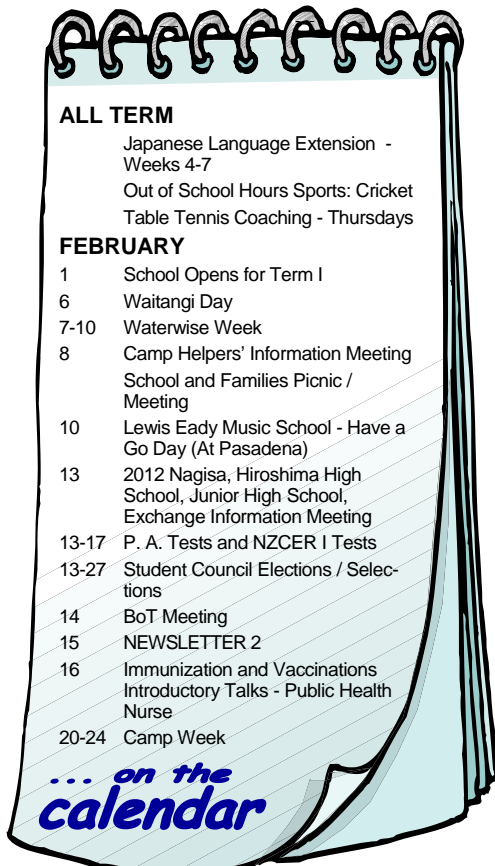 ALL TERM
Japanese Language Extension -
Weeks 4-7
Out of School Hours Sports: Cricket
Table Tennis Coaching - Thursdays
FEBRUARY
1 School Opens for Term I
6 Waitangi Day
7-10 Waterwise Week
8 Camp Helpers' Information Meeting
School and Families Picnic /
Meeting
10 Lewis Eady Music School - Have a
Go Day (At Pasadena)
13 2012 Nagisa, Hiroshima High
School, Junior High School,
Exchange Information Meeting
13-17 P. A. Tests and NZCER I Tests
13-27 Student Council Elections / Selec-
tions
14 BoT Meeting
15 NEWSLETTER 2
16 Immunization and Vaccinations
Introductory Talks - Public Health
Nurse
20-24 Camp Week
... on the
calendar